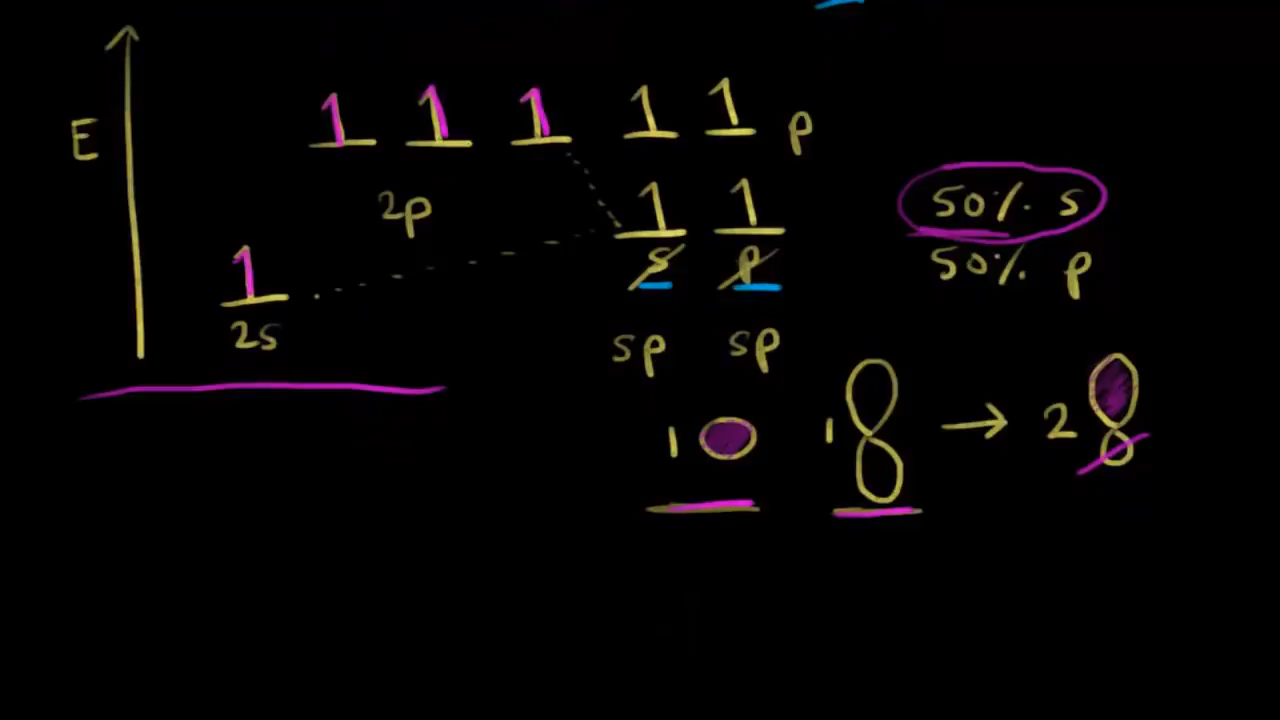 1 1 1 1 1 p
E
2p 1 1 50% s
s p 50% p
1
2s sp sp
1 1 → 2